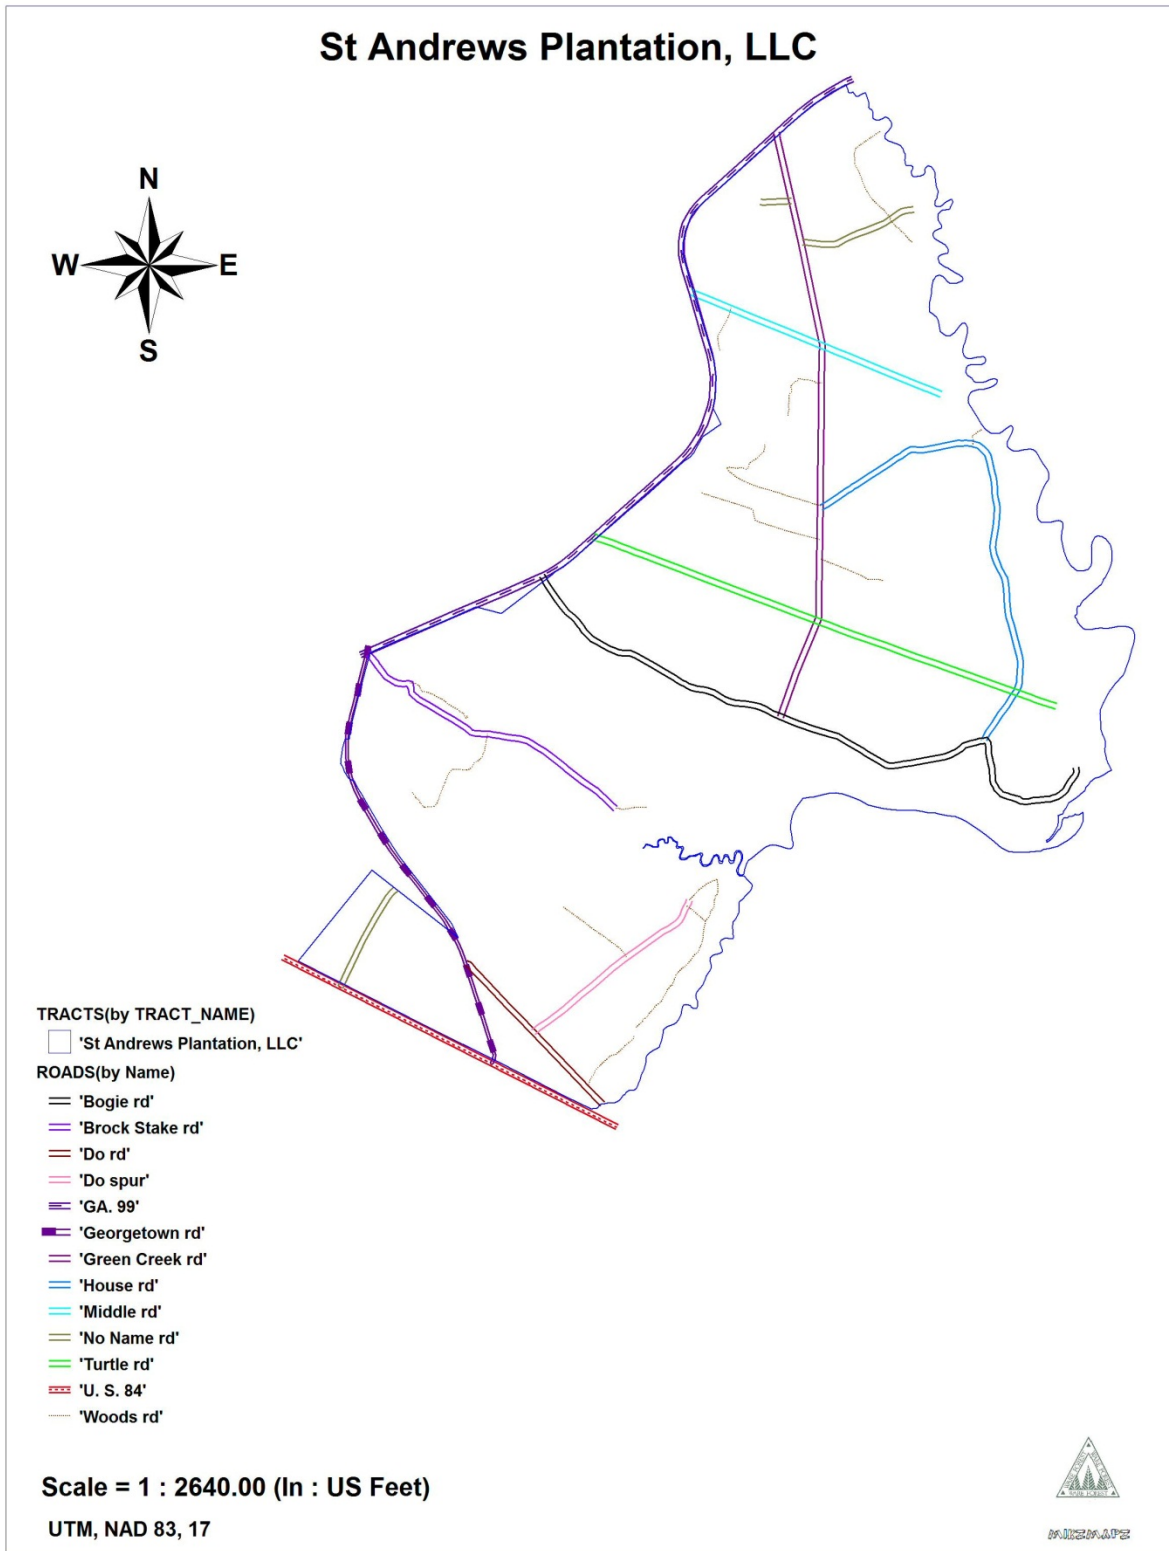 St Andrews Plantation, LLC
N
W
E
S
TRACTS(by TRACT_NAME)
'St Andrews Plantation, LLC'
ROADS(by Name)
'Bogie rd'
'Brock Stake rd'
'Do rd'
'Do spur'
'GA. 99'
'Georgetown rd'
'Green Creek rd'
'House rd'
'Middle rd'
'No Name rd'
'Turtle rd'
'U. S. 84'
'Woods rd'
Scale = 1 : 2640.00 (In : US Feet)
UTM, NAD 83, 17
MIKEMAPS